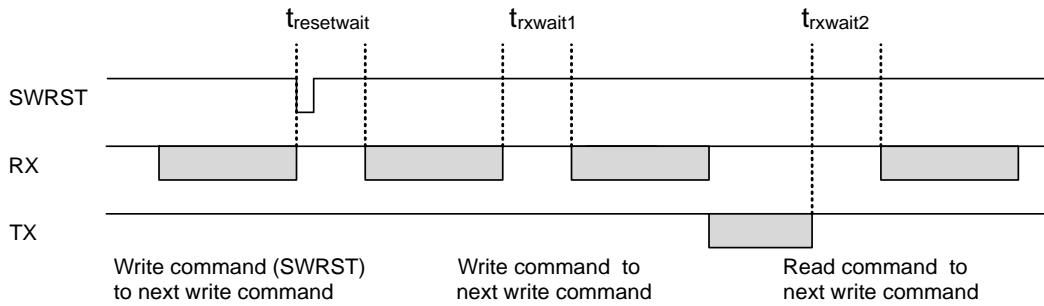 tresetwait trxwait1 trxwait2
SWRST
RX
TX
Write command (SWRST) Write command to Read command to
to next write command next write command next write command